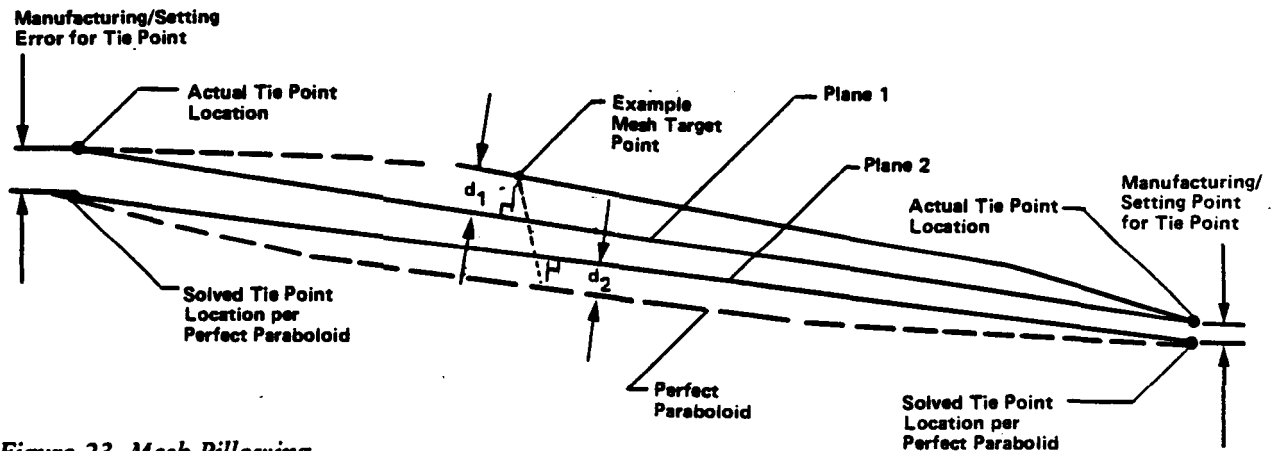 Manufacturing/Setting
Error for Tie Point
Actual Tie Point
Location
Example
Mesh Target
Point
Plane 1
Plane 2
Manufacturing/
Setting Point
for Tie Point
Actual Tie Point
Location
d1
d2
Solved Tie Point
Location per
Perfect Paraboloid
Perfect
Paraboloid
Solved Tie Point
Location per
Perfect Parabolid
Figure 23. Mesh Pillowing